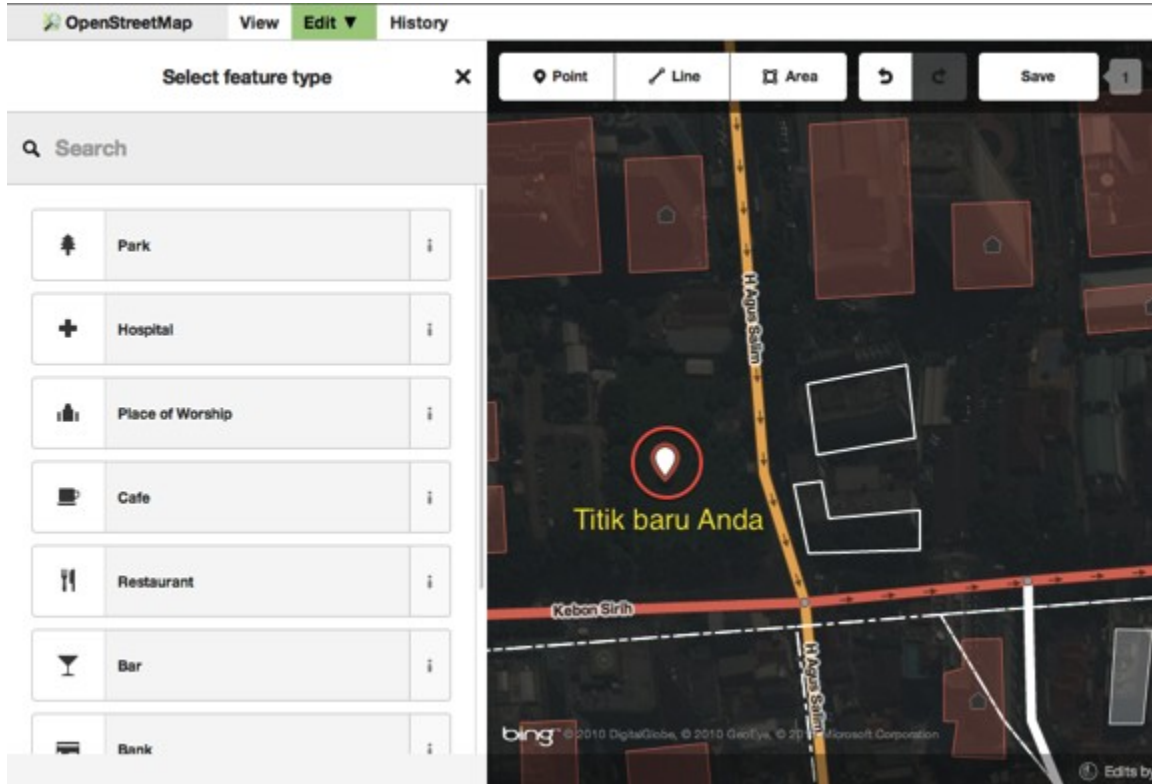 OpenStreetMap View Edit ▼ History
Select feature type
Point Line Area Save 1
Search
Park
Hospital
Place of Worship
Cafe
Restaurant
Bar
Bank
H Agus Salim
Titik baru Anda
Kebon Sirih
H Agus Salim
bing © 2010 DigitalGlobe, © 2010 GeoEye, © 2010 Microsoft Corporation
Edits by